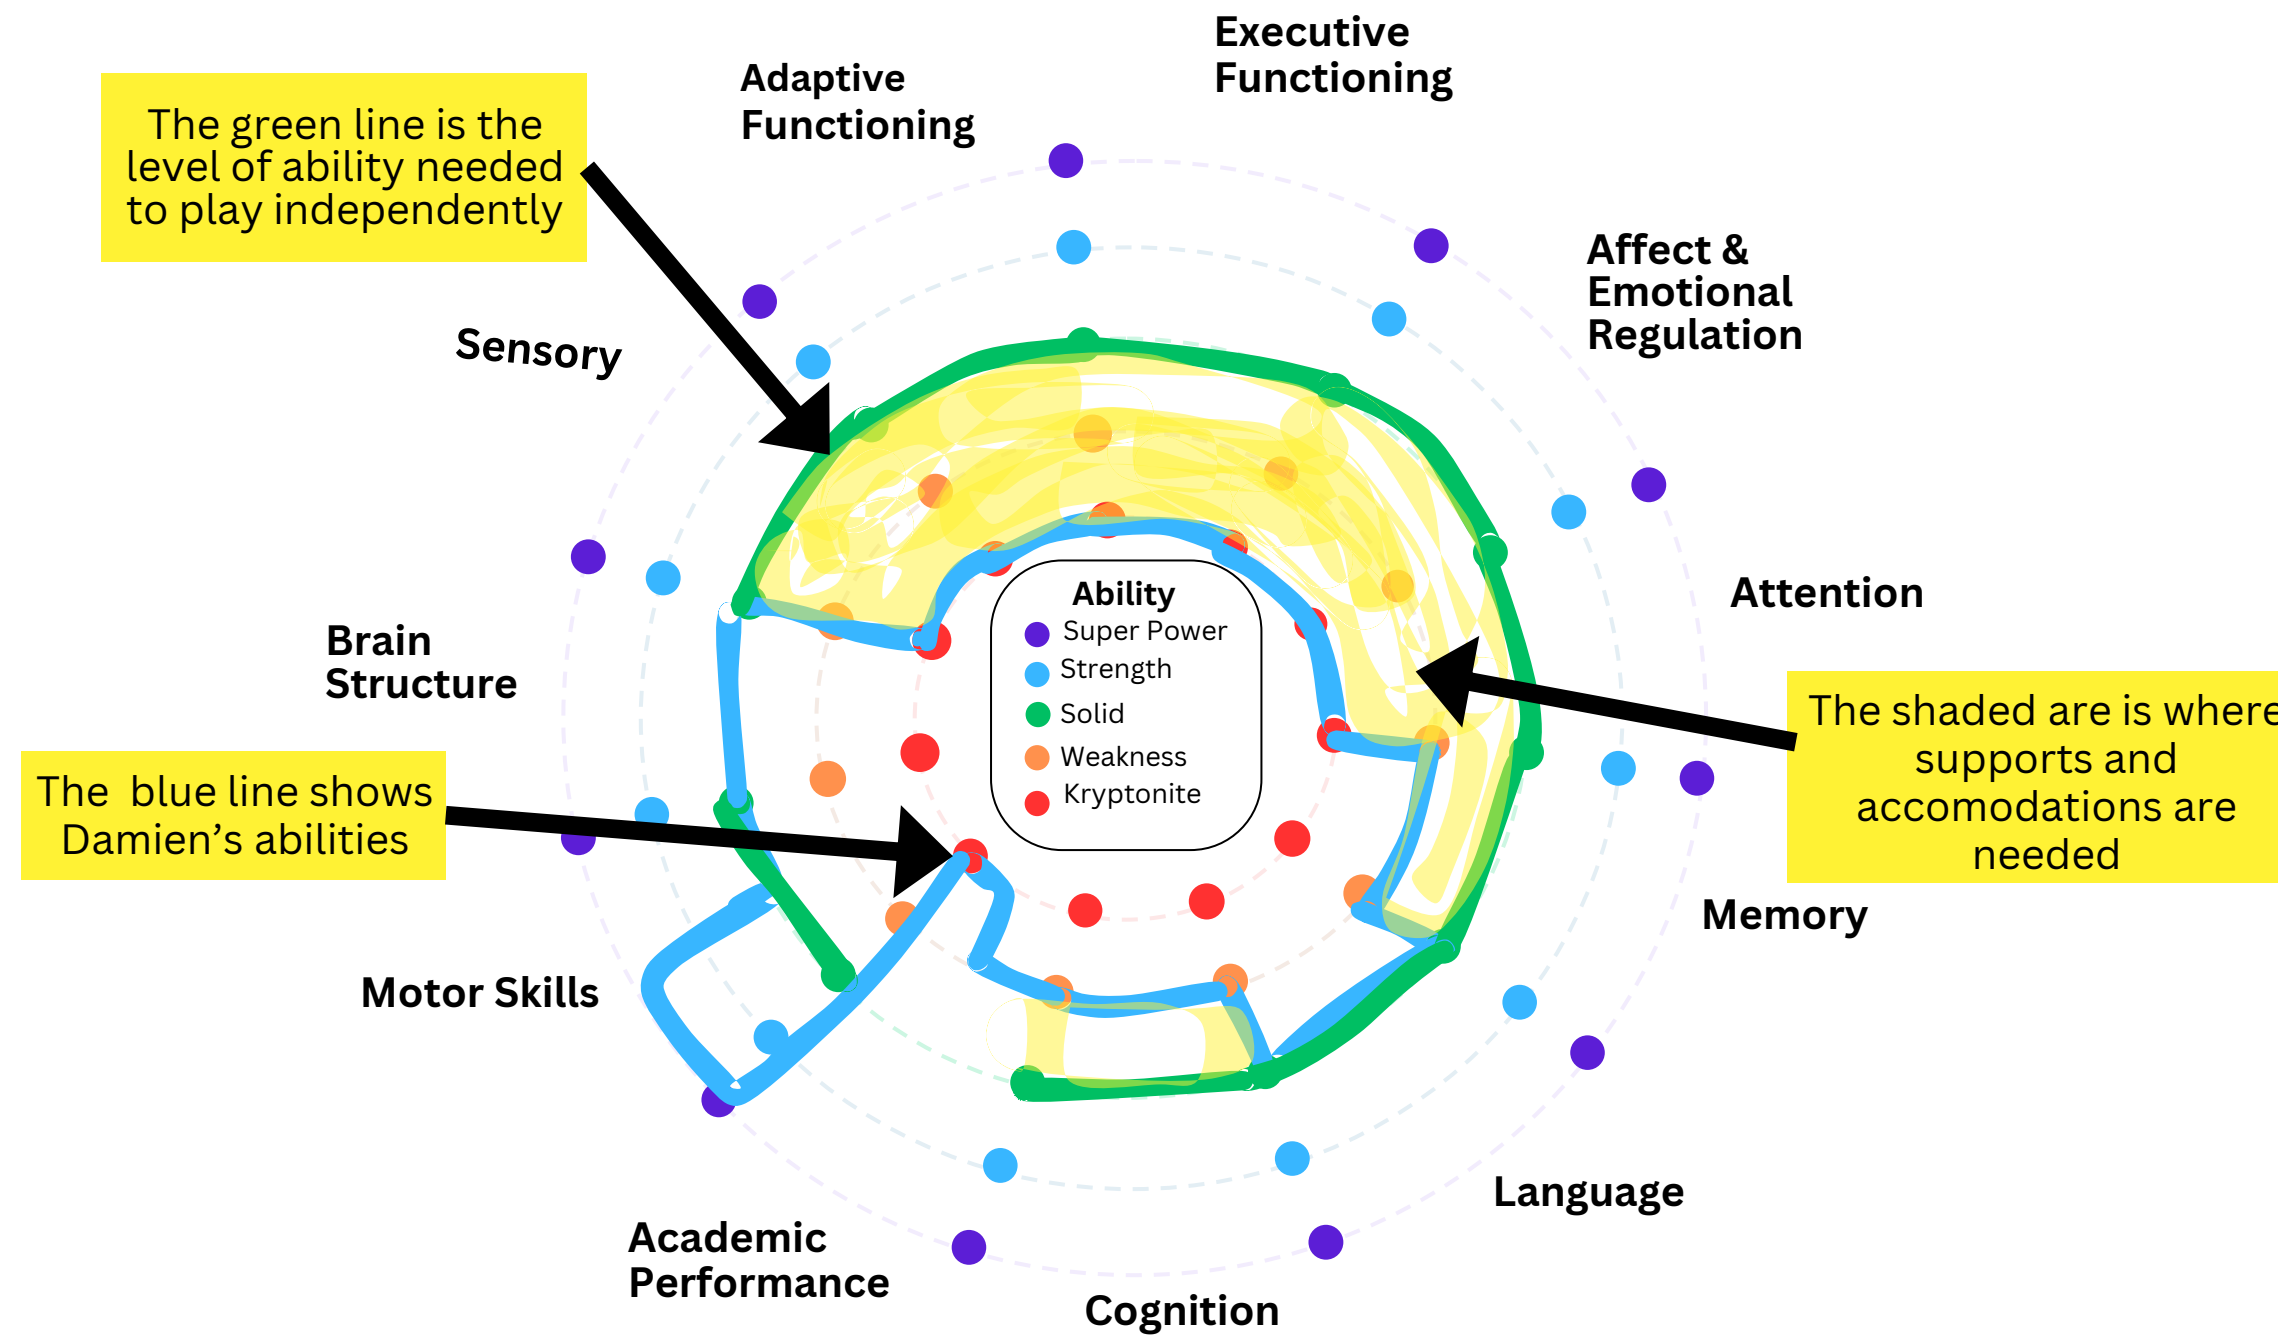 Executive
Functioning
Adaptive
Functioning
The green line is the
level of ability needed
to play independently
Affect &
Emotional
Regulation
Sensory
Attention
Brain
Structure
Ability
Super Power
Strength
Solid
Weakness
Kryptonite
The shaded are is where
supports and
accomodations are
needed
The  blue line shows
Damien’s abilities
Memory
Motor Skills
Language
Academic
Performance
Cognition